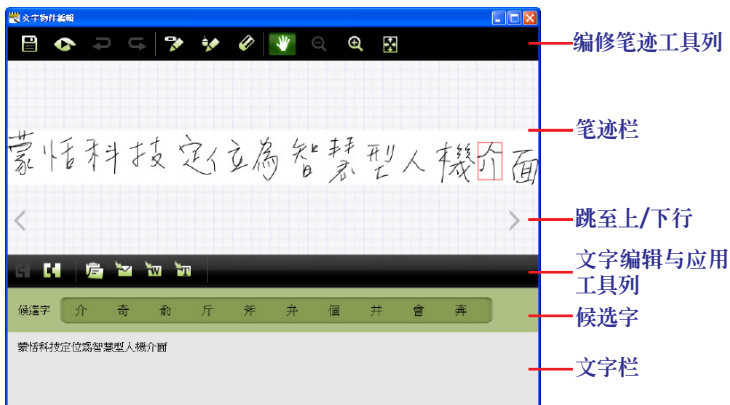 文字物件編輯
编修笔迹工具列
笔迹栏
蒙恬科技定位為智慧型人機介面
跳至上/下行
文字编辑与应用
工具列
候選字 介 奇 俞 斤 斧 弃 個 并 會 奔
候选字
蒙恬科技定位為智慧型人機介面
文字栏